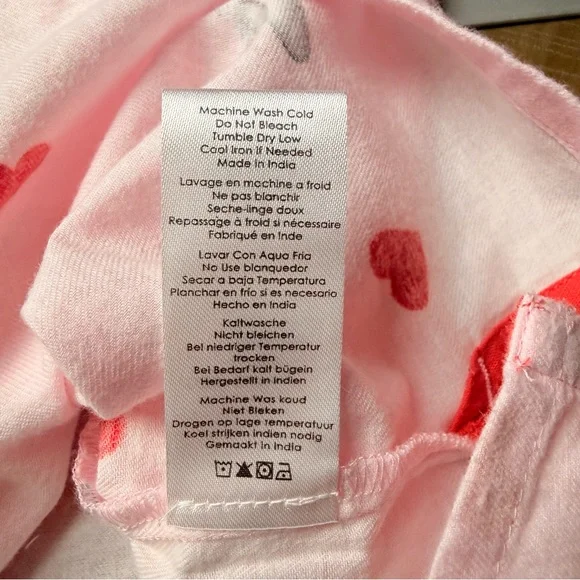 Machine Wash Cold
Do Not Bleach
Tumble Dry Low
Cool Iron If Needed
Made In India
Lavage en machine a froid
Ne pas blanchir
Seche-linge doux
Repassage à froid si nécessaire
Fabriqué en Inde
Lavar Con Aqua Fria
No Use blanquedor
Secar a baja Temperatura
Planchar en frío si es necesario
Hecho en India
Kaltwasche
Nicht bleichen
Bei niedriger Temperatur
trocken
Bei Bedarf kalt bügein
Hergestellt in Indien
Machine Was koud
Niet Bleken
Drogen op lage temperatuur
Koel strijken indien nodig
Gemaakt in India